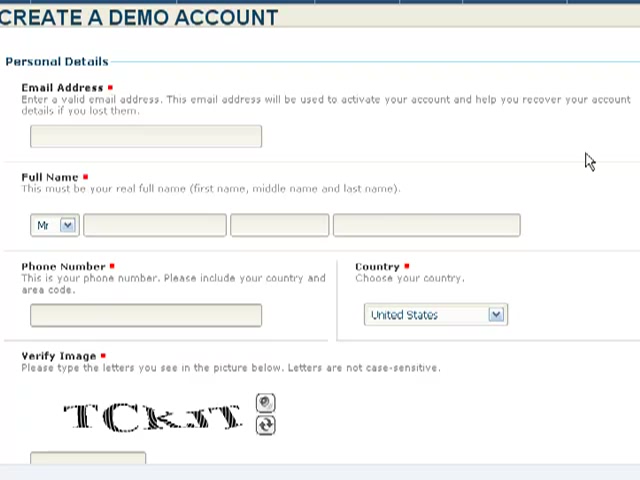 CREATE A DEMO ACCOUNT
Personal Details
Email Address
Enter a valid email address. This email address will be used to activate your account and help you recover your account
details if you lost them.
Full Name
This must be your real full name (first name, middle name and last name).
Mr
Phone Number
This is your phone number. Please include your country and
area code.
Country
Choose your country.
United States
Verify Image
Please type the letters you see in the picture below. Letters are not case-sensitive.